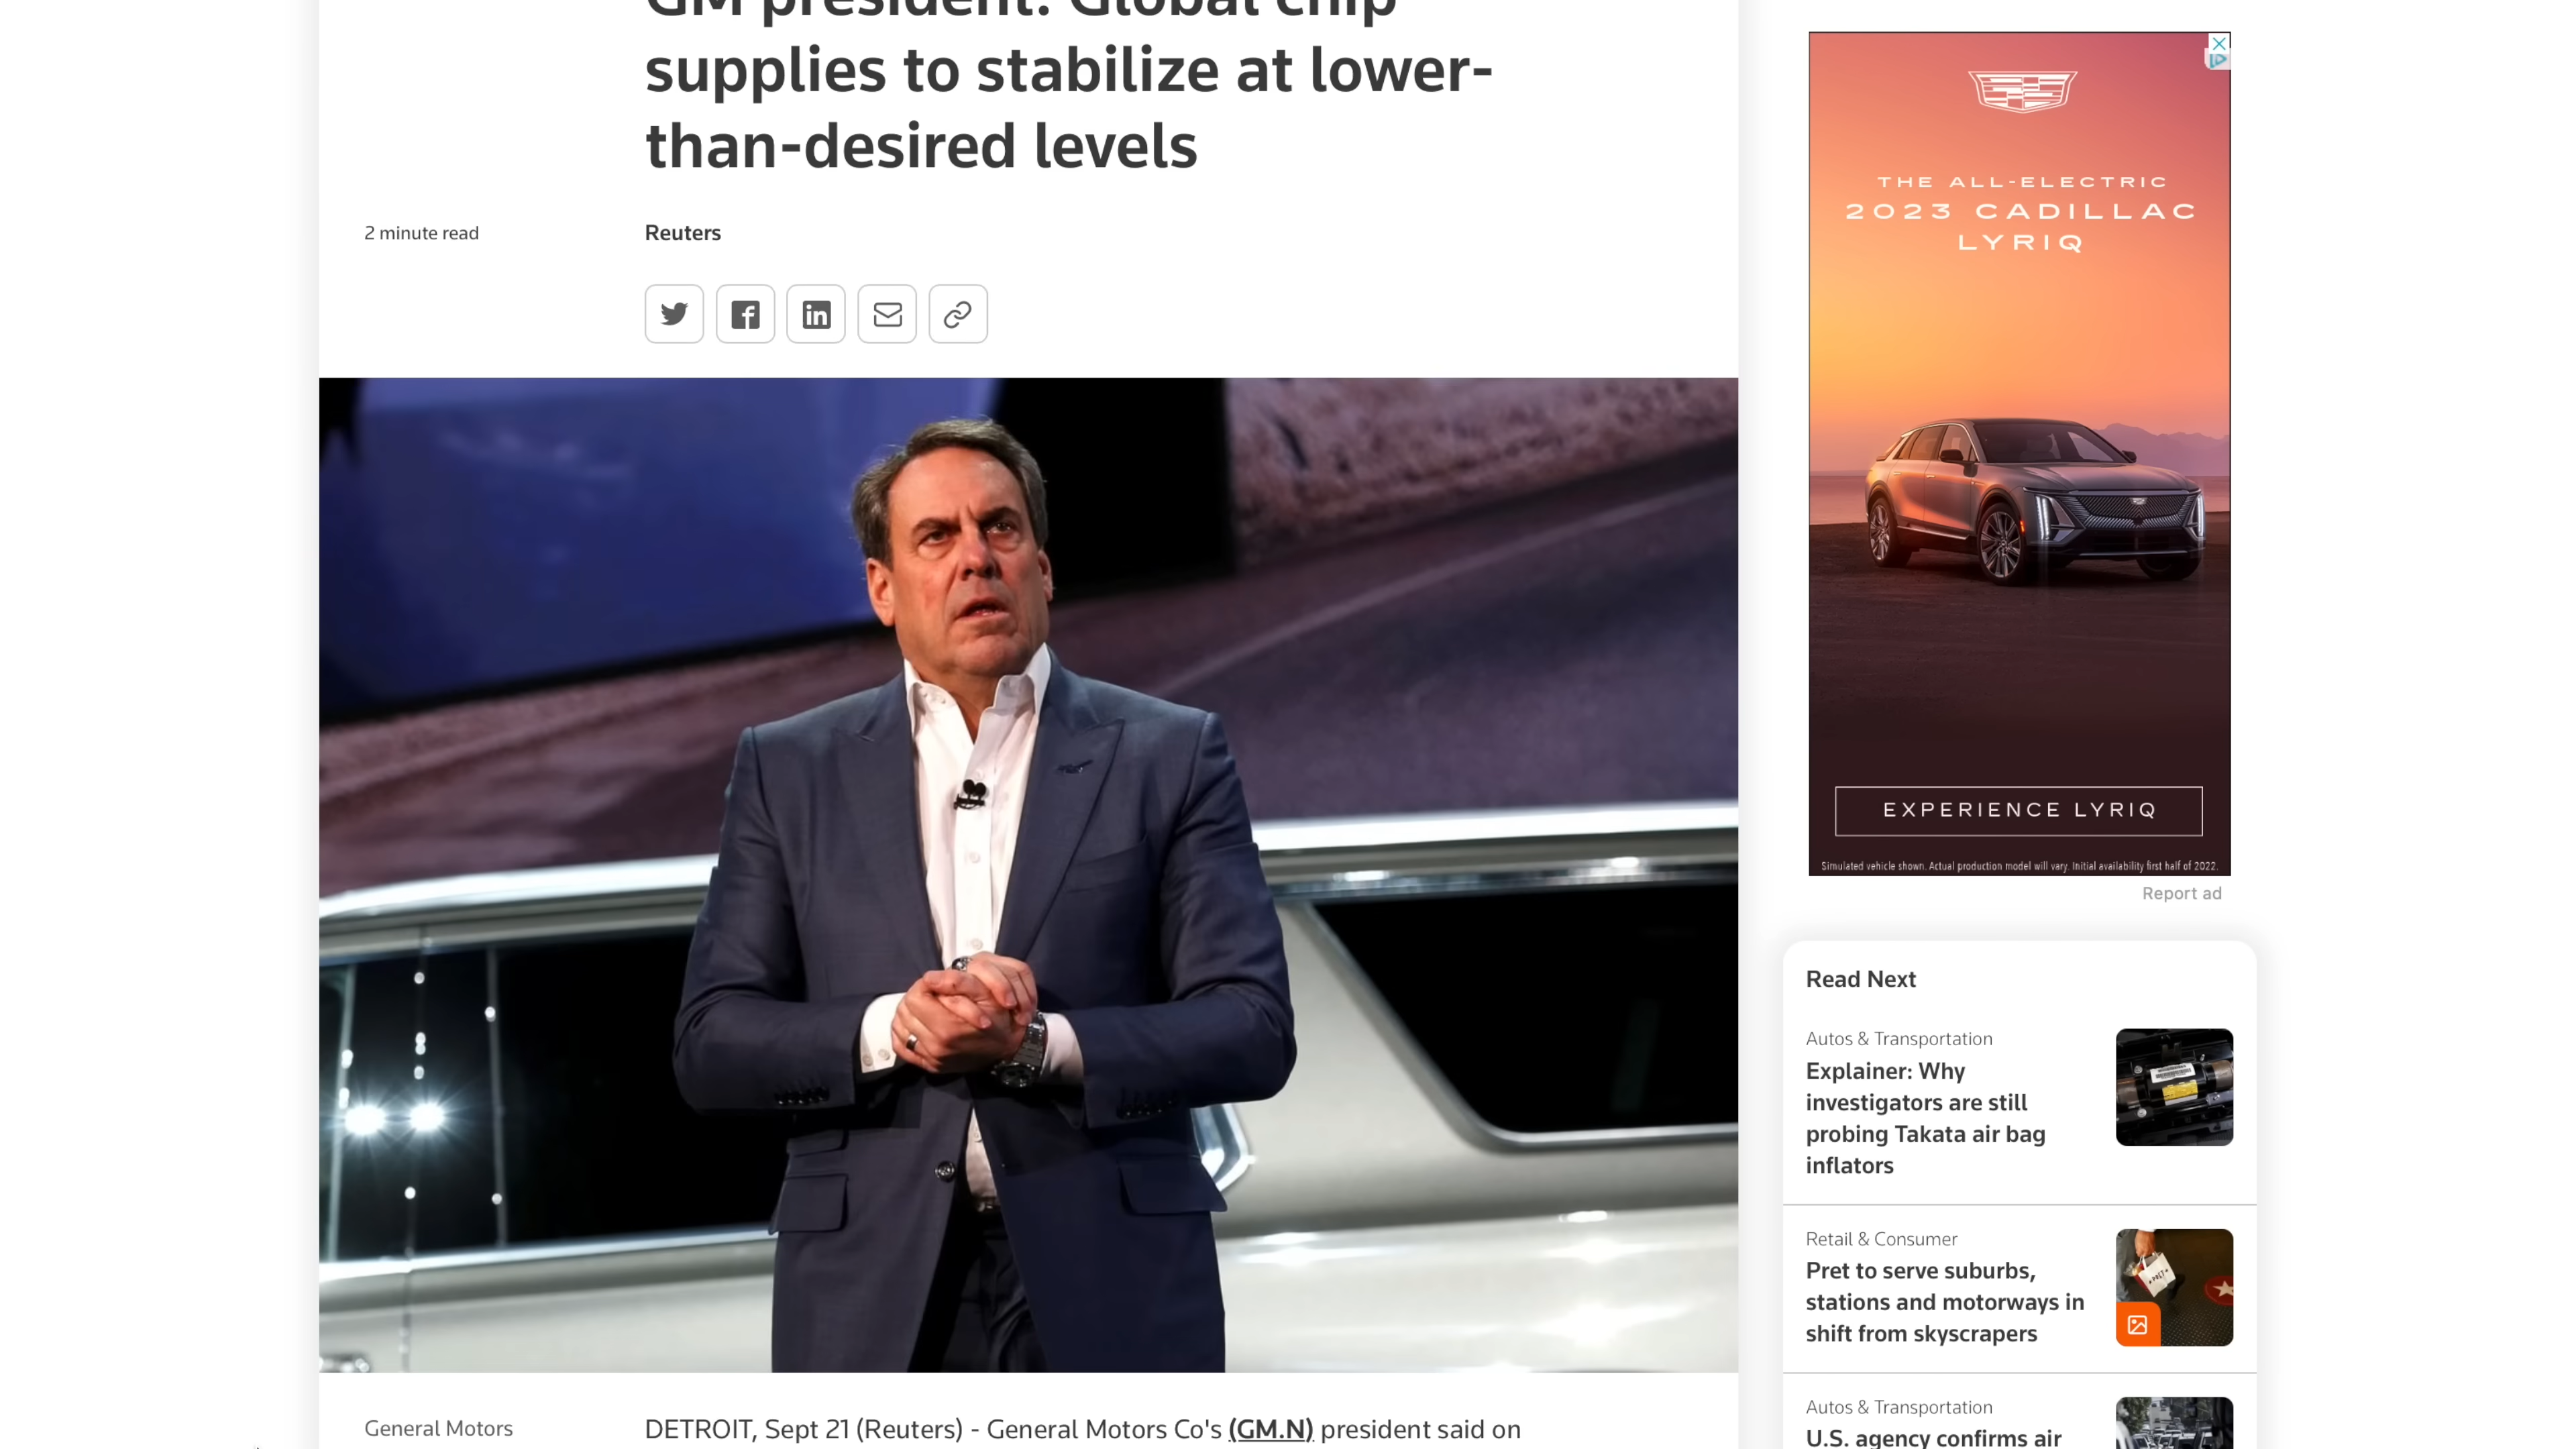 GM president: Global chip
supplies to stabilize at lower-
than-desired levels
2 minute read
Reuters
General Motors
DETROIT, Sept 21 (Reuters) - General Motors Co's (GM.N) president said on
THE ALL-ELECTRIC
2023 CADILLAC
LYRIQ
EXPERIENCE LYRIQ
Simulated vehicle shown. Actual production model will vary. Initial availability first half of 2022.
Report ad
Read Next
Autos & Transportation
Explainer: Why
investigators are still
probing Takata air bag
inflators
Retail & Consumer
Pret to serve suburbs,
stations and motorways in
shift from skyscrapers
Autos & Transportation
U.S. agency confirms air